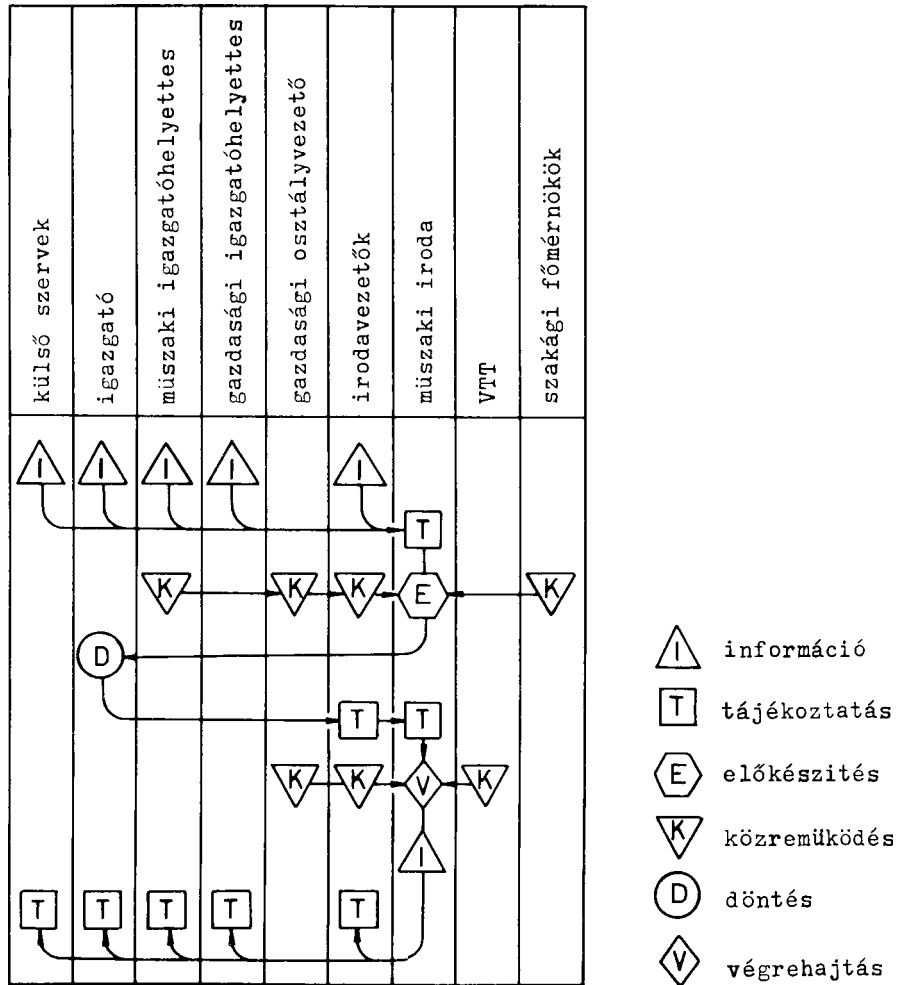 külső szervek
igazgató
müszaki igazgatóhelyettes
gazdasági igazgatóhelyettes
gazdasági osztályvezető
irodavezetők
müszaki iroda
VTT
szakági főmérnökök
I I I I I
T
K K K E K
D
T T
K K V K
I
T T T T T
I információ
T tájékoztatás
E előkészités
K közremüködés
D döntés
V végrehajtás